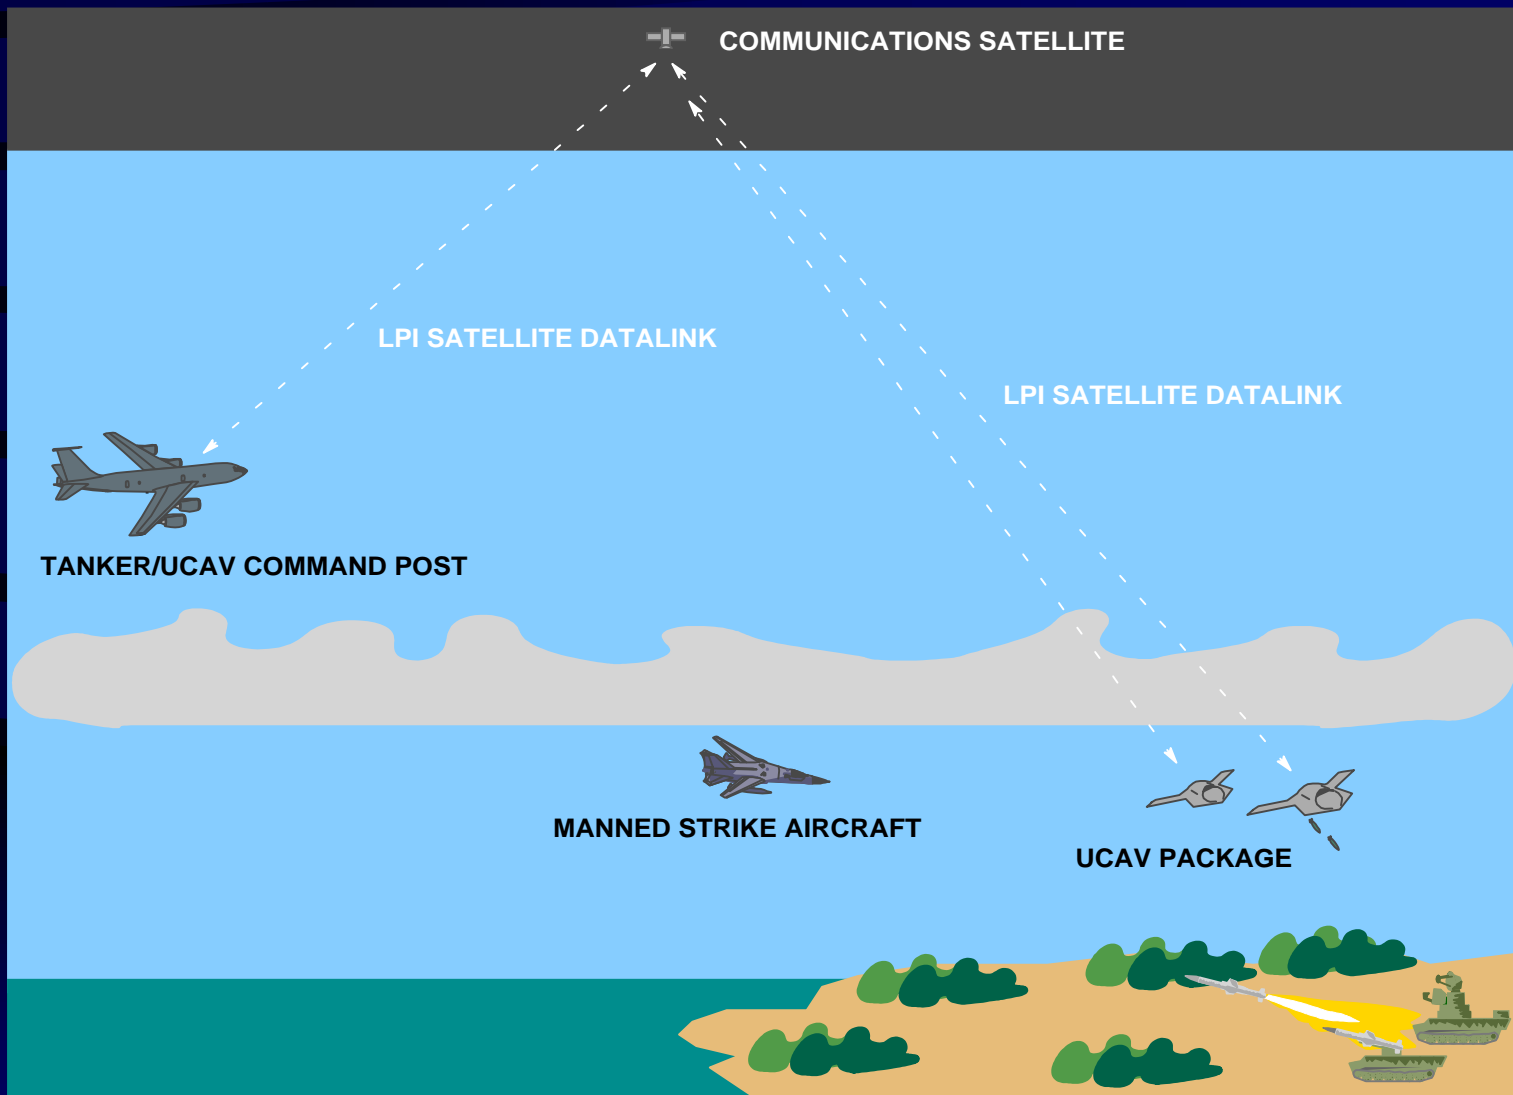 COMMUNICATIONS SATELLITE
LPI SATELLITE DATALINK
LPI SATELLITE DATALINK
TANKER/UCAV COMMAND POST
MANNED STRIKE AIRCRAFT
UCAV PACKAGE